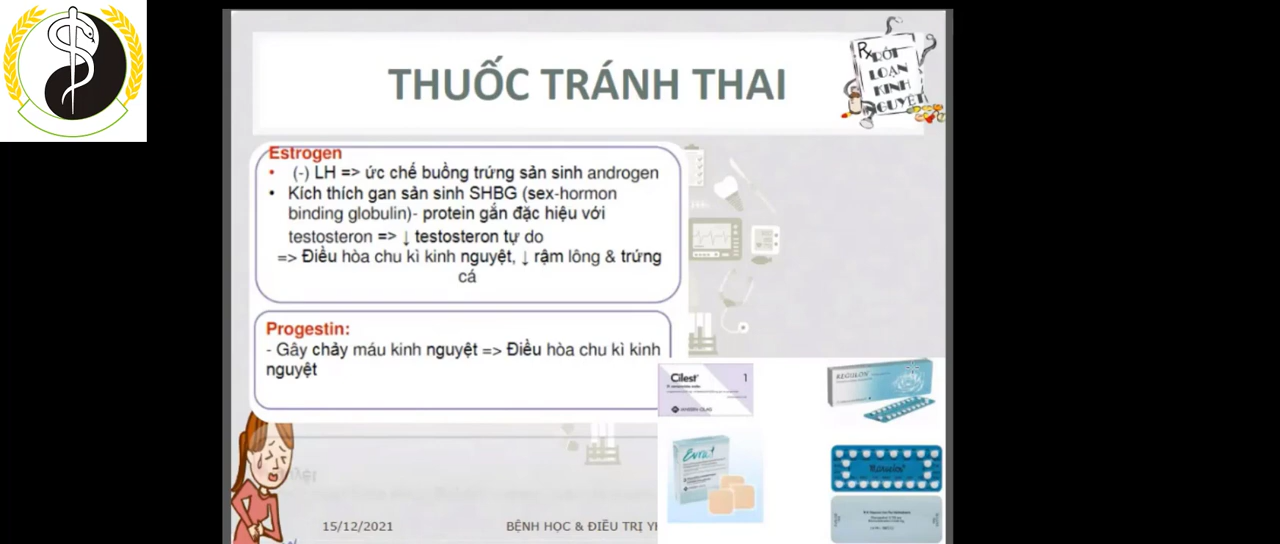 THUỐC TRÁNH THAI
Rx RỐI
LOẠN
KINH
NGUYỆT
Estrogen
• (-) LH => ức chế buồng trứng sản sinh androgen
• Kích thích gan sản sinh SHBG (sex-hormon
binding globulin)- protein gắn đặc hiệu với
testosteron => ↓ testosteron tự do
=> Điều hòa chu kì kinh nguyệt, ↓ rậm lông & trứng
cá
Progestin:
- Gây chảy máu kinh nguyệt => Điều hòa chu kì kinh
nguyệt
Cilest 1
REGULON
Evra
Marvelon
15/12/2021
BỆNH HỌC & ĐIỀU TRỊ